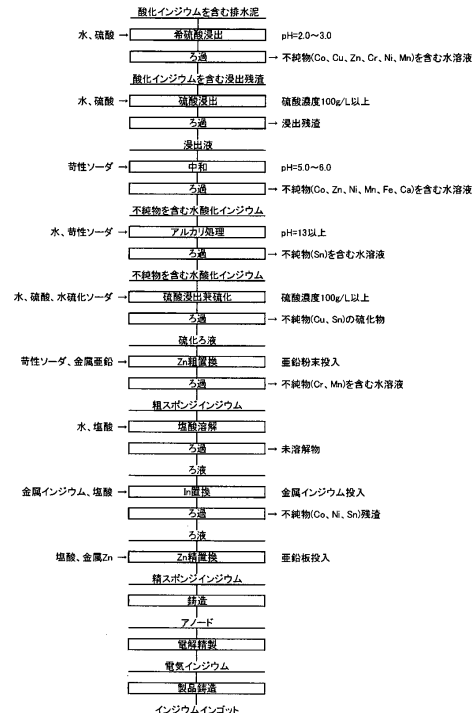 酸化インジウムを含む排水泥
水、硫酸→ 希硫酸浸出 pH=2.0～3.0
ろ過 → 不純物(Co、Cu、Zn、Cr、Ni、Mn)を含む水溶液
酸化インジウムを含む浸出残渣
水、硫酸→ 硫酸浸出 硫酸濃度100g/L以上
ろ過 → 浸出残渣
浸出液
苛性ソーダ→ 中和 pH=5.0～6.0
ろ過 → 不純物(Co、Zn、Ni、Mn、Fe、Ca)を含む水溶液
不純物を含む水酸化インジウム
水、苛性ソーダ→ アルカリ処理 pH=13以上
ろ過 → 不純物(Sn)を含む水溶液
不純物を含む水酸化インジウム
水、硫酸、水硫化ソーダ→ 硫酸浸出兼硫化 硫酸濃度100g/L以上
ろ過 → 不純物(Cu、Sn)の硫化物
硫化ろ液
苛性ソーダ、金属亜鉛→ Zn粗置換 亜鉛粉末投入
ろ過 → 不純物(Cr、Mn)を含む水溶液
粗スポンジインジウム
水、塩酸→ 塩酸溶解
ろ過 → 未溶解物
ろ液
金属インジウム、塩酸→ In置換 金属インジウム投入
ろ過 → 不純物(Co、Ni、Sn)残渣
ろ液
塩酸、金属Zn→ Zn精置換 亜鉛板投入
精スポンジインジウム
鋳造
アノード
電解精製
電気インジウム
製品鋳造
インジウムインゴット